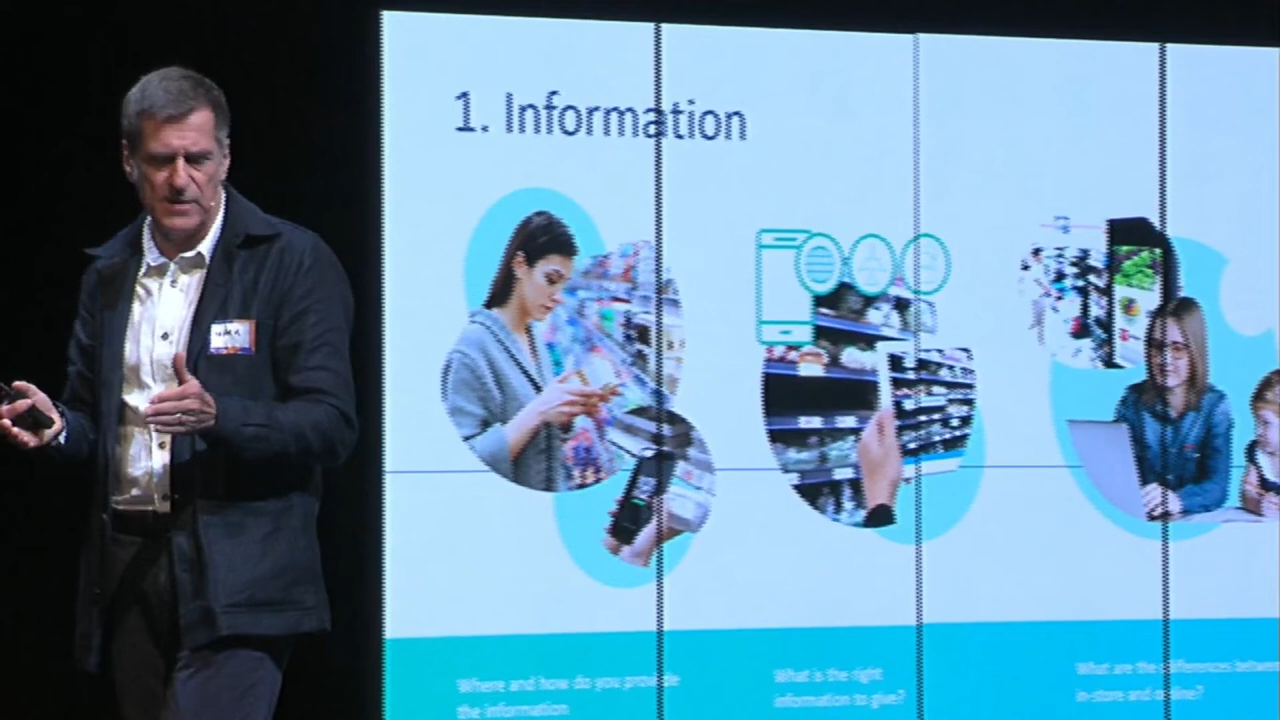 1. Information
Where and how do you provide
the information
What is the right
information to give?
What are the differences between
in-store and online?